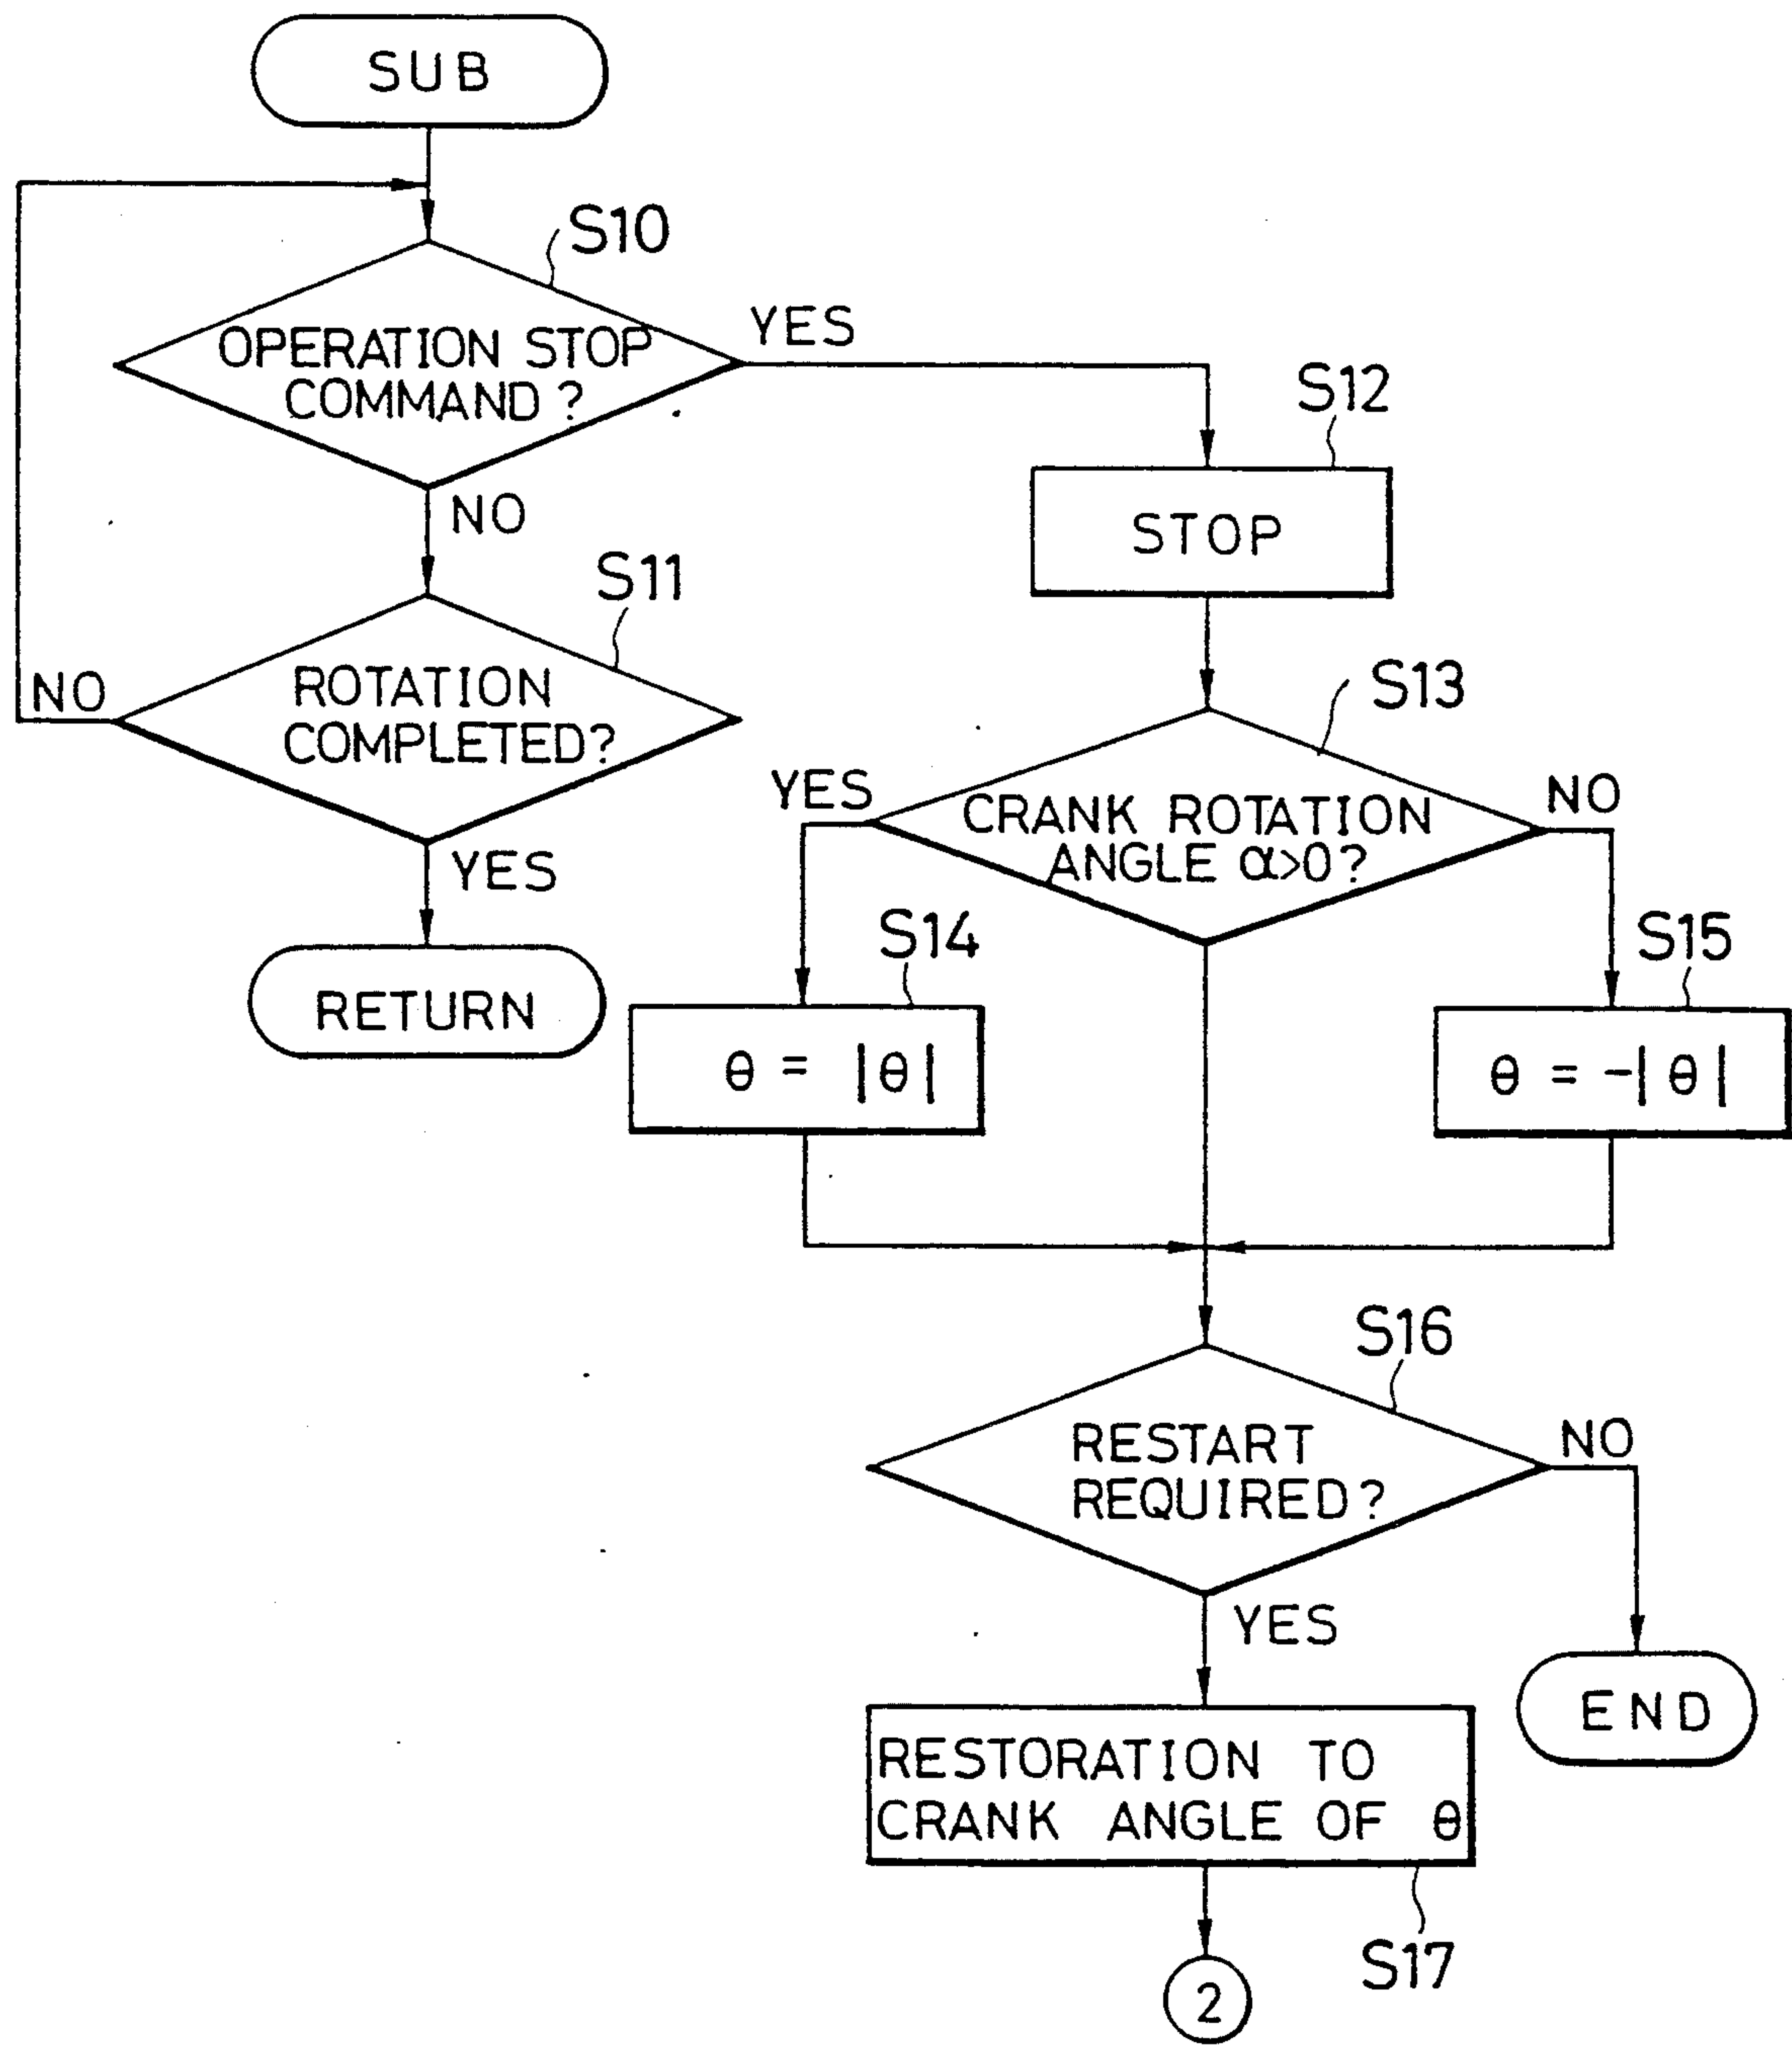 SUB
S10
OPERATION STOP
COMMAND?
YES
NO
S11
ROTATION
COMPLETED?
NO
YES
RETURN
S12
STOP
S13
CRANK ROTATION
ANGLE α>0?
YES
NO
S14
θ = |θ|
S15
θ = -|θ|
S16
RESTART
REQUIRED?
NO
YES
END
RESTORATION TO
CRANK ANGLE OF θ
S17
2